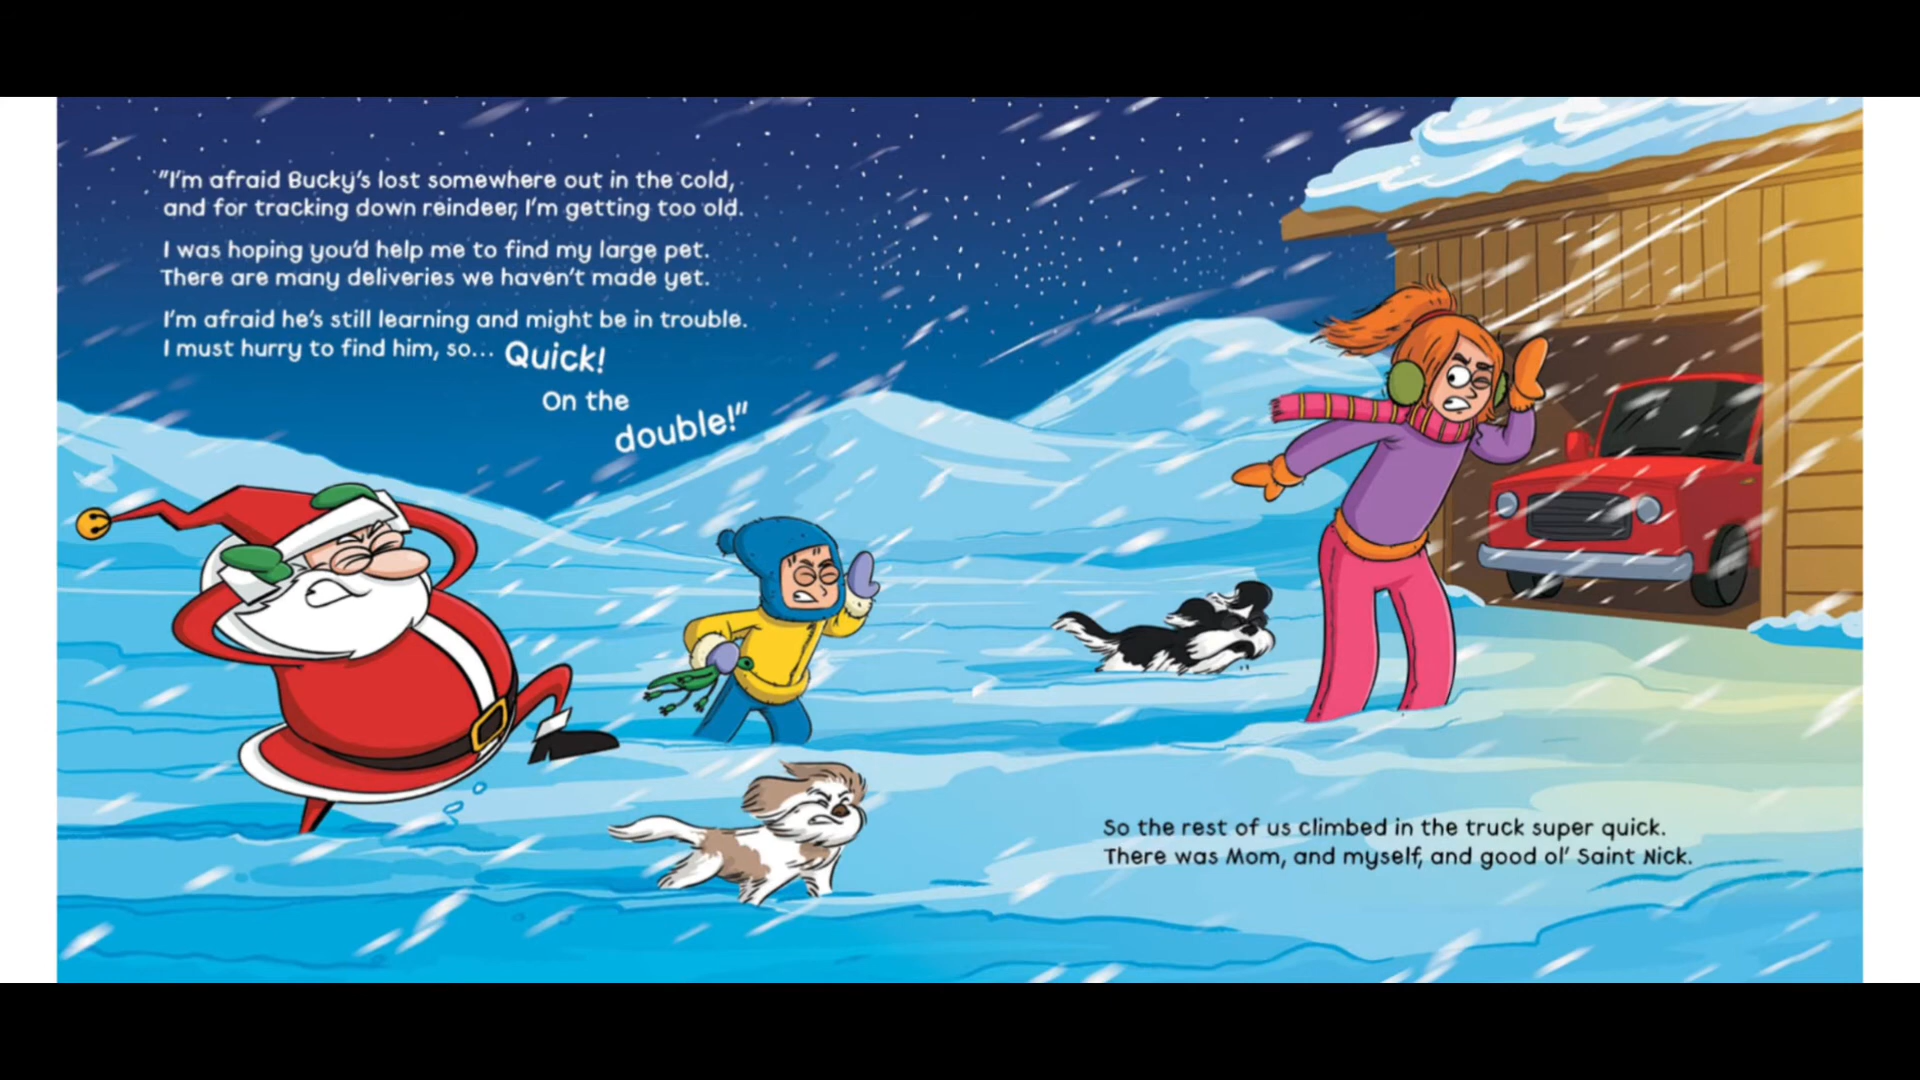 "I'm afraid Bucky's lost somewhere out in the cold,
and for tracking down reindeer, I'm getting too old.
I was hoping you'd help me to find my large pet.
There are many deliveries we haven't made yet.
I'm afraid he's still learning and might be in trouble.
I must hurry to find him, so... Quick!
On the
double!"
So the rest of us climbed in the truck super quick.
There was Mom, and myself, and good ol' Saint Nick.